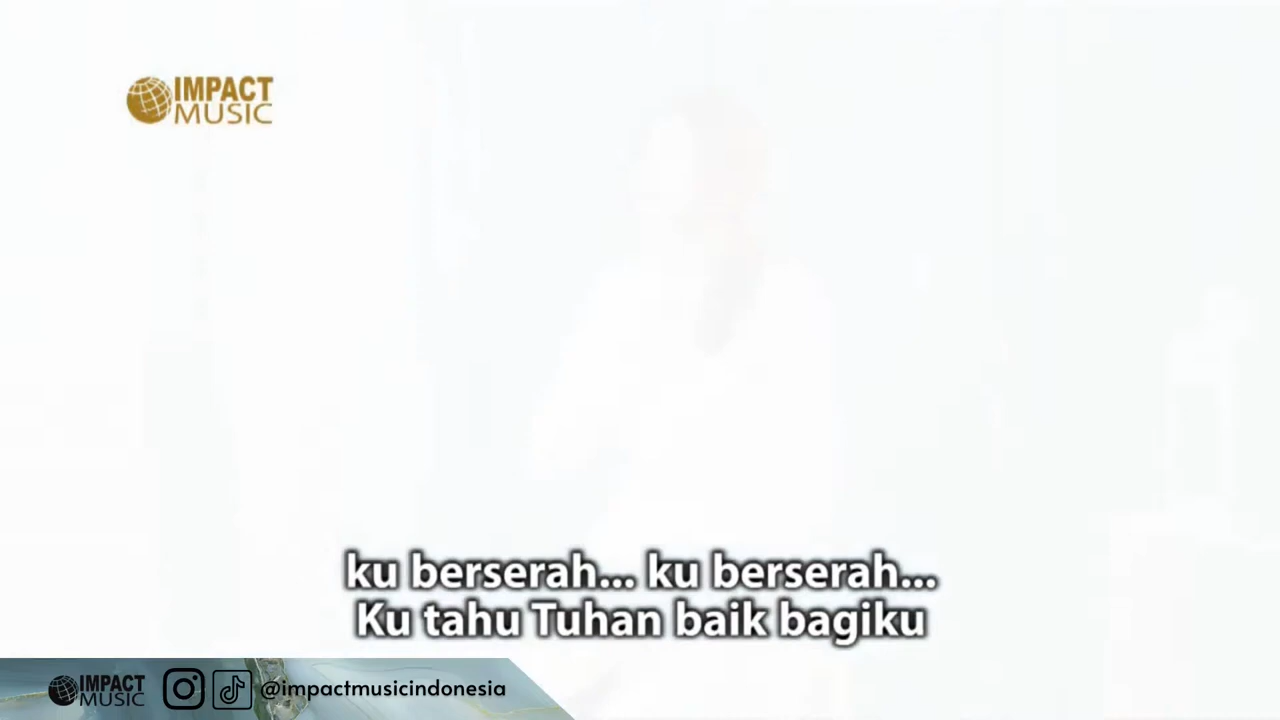 IMPACT
MUSIC
ku berserah... ku berserah...
Ku tahu Tuhan baik bagiku
IMPACT
MUSIC
@impactmusicindonesia